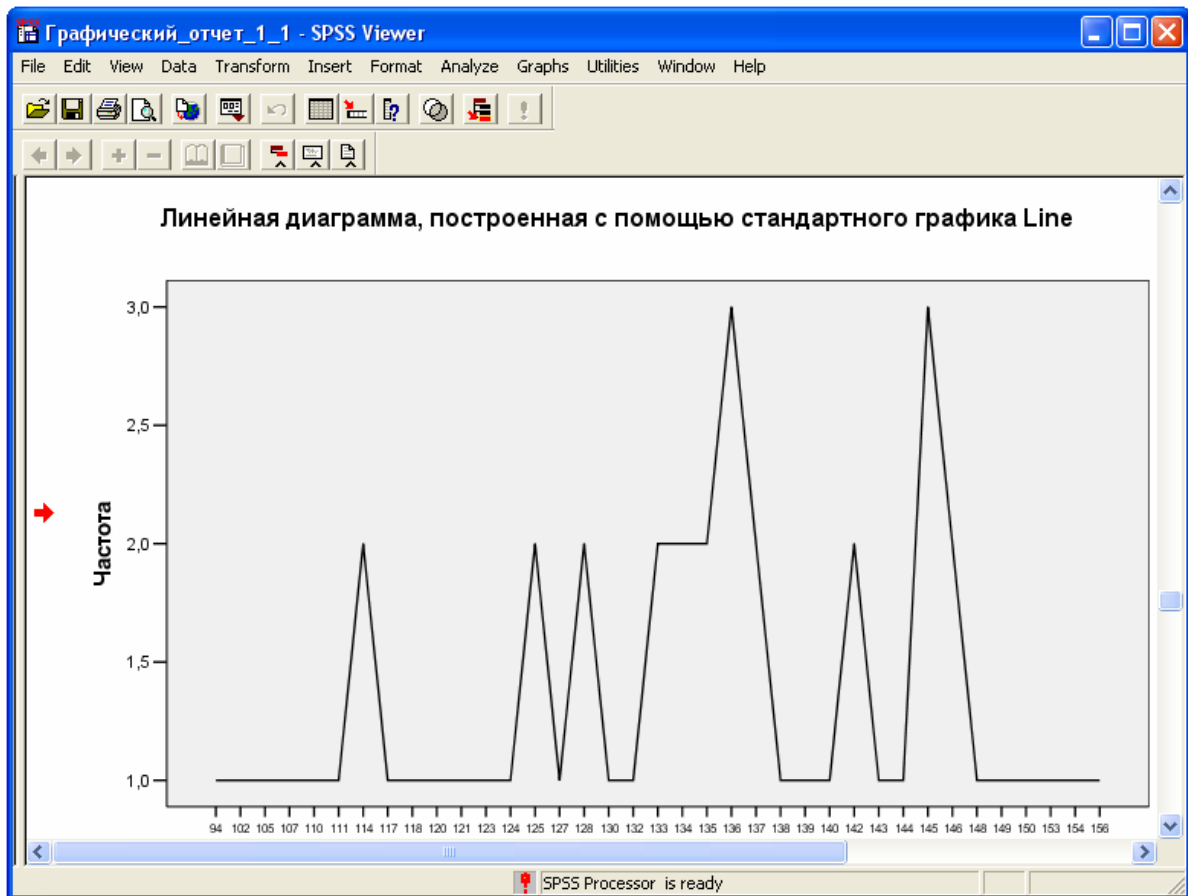 Графический_отчет_1_1 - SPSS Viewer
File Edit View Data Transform Insert Format Analyze Graphs Utilities Window Help
Линейная диаграмма, построенная с помощью стандартного графика Line
Частота
3,0
2,5
2,0
1,5
1,0
94 102 105 107 110 111 114 117 118 120 121 123 124 125 127 128 130 132 133 134 135 136 137 138 139 140 142 143 144 145 146 148 149 150 153 154 156
SPSS Processor is ready